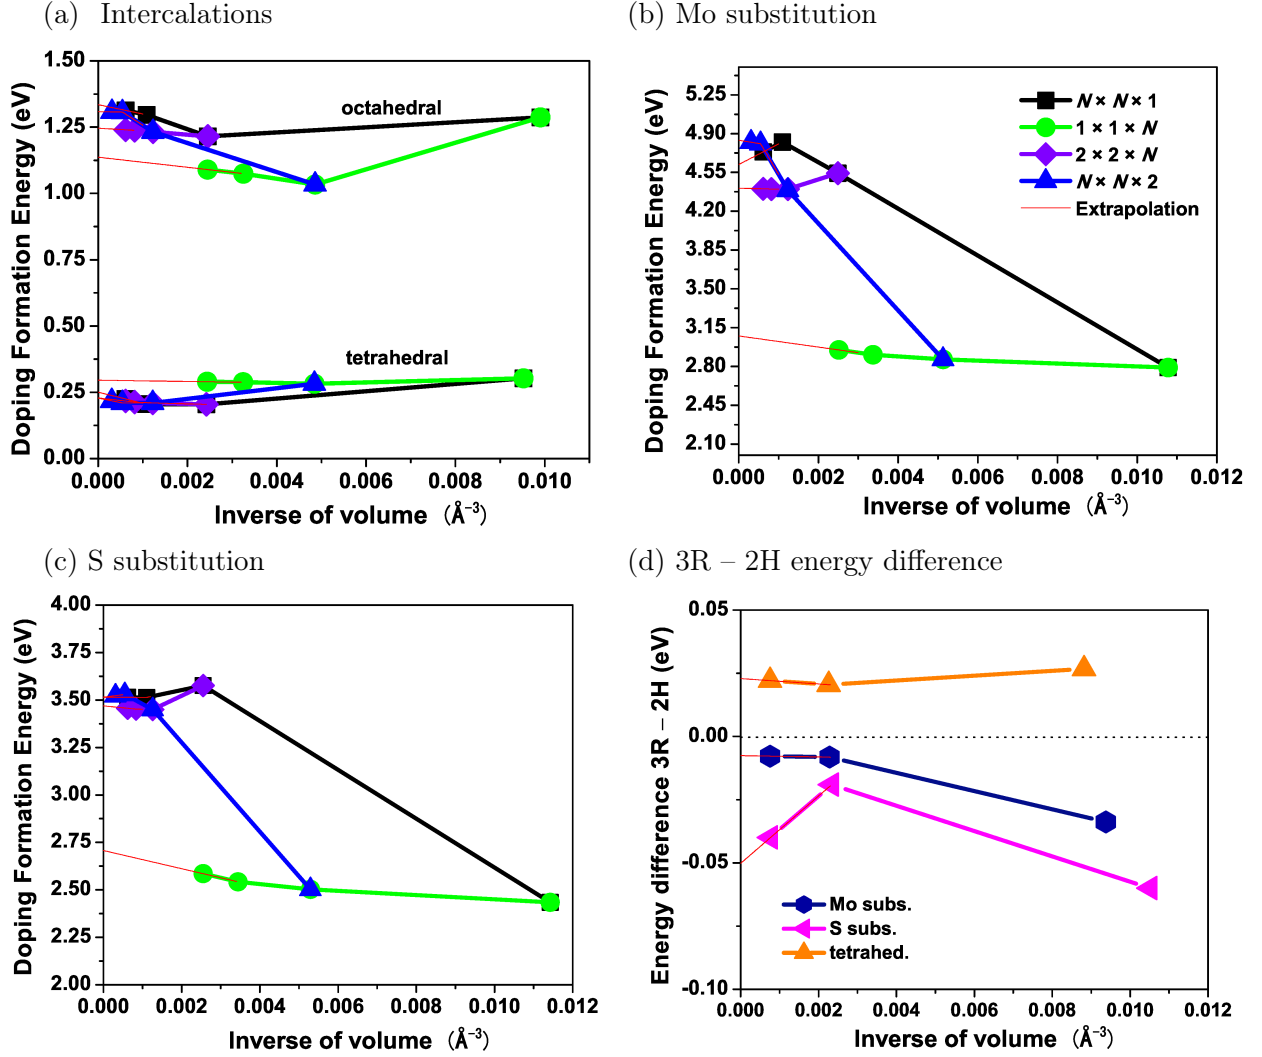 (a) Intercalations
1.50
1.25
1.00
0.75
0.50
0.25
0.00
Doping Formation Energy (eV)
octahedral
tetrahedral
0.000 0.002 0.004 0.006 0.008 0.010
Inverse of volume (Å⁻³)
(b) Mo substitution
5.25
4.90
4.55
4.20
3.85
3.50
3.15
2.80
2.45
2.10
Doping Formation Energy (eV)
N × N × 1
1 × 1 × N
2 × 2 × N
N × N × 2
Extrapolation
0.000 0.002 0.004 0.006 0.008 0.010 0.012
Inverse of volume (Å⁻³)
(c) S substitution
4.00
3.75
3.50
3.25
3.00
2.75
2.50
2.25
2.00
Doping Formation Energy (eV)
0.000 0.002 0.004 0.006 0.008 0.010 0.012
Inverse of volume (Å⁻³)
(d) 3R – 2H energy difference
0.05
0.00
-0.05
-0.10
Energy difference 3R – 2H (eV)
Mo subs.
S subs.
tetrahed.
0.000 0.002 0.004 0.006 0.008 0.010 0.012
Inverse of volume (Å⁻³)